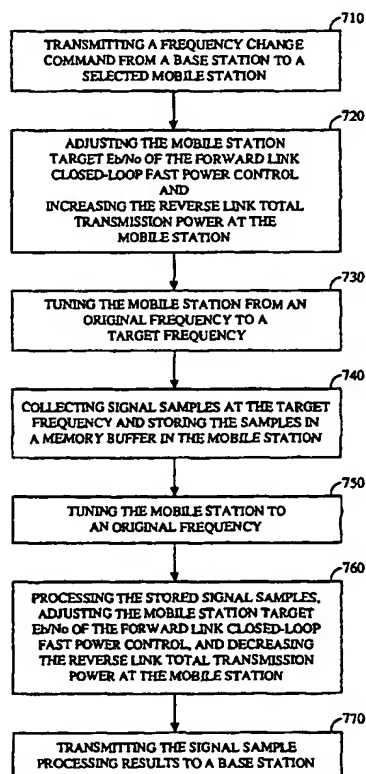 710
TRANSMITTING A FREQUENCY CHANGE
COMMAND FROM A BASE STATION TO A
SELECTED MOBILE STATION
720
ADJUSTING THE MOBILE STATION
TARGET Eb/No OF THE FORWARD LINK
CLOSED-LOOP FAST POWER CONTROL
AND
INCREASING THE REVERSE LINK TOTAL
TRANSMISSION POWER AT THE
MOBILE STATION
730
TUNING THE MOBILE STATION FROM AN
ORIGINAL FREQUENCY TO A
TARGET FREQUENCY
740
COLLECTING SIGNAL SAMPLES AT THE TARGET
FREQUENCY AND STORING THE SAMPLES IN
A MEMORY BUFFER IN THE MOBILE STATION
750
TUNING THE MOBILE STATION TO
AN ORIGINAL FREQUENCY
760
PROCESSING THE STORED SIGNAL SAMPLES,
ADJUSTING THE MOBILE STATION TARGET
Eb/No OF THE FORWARD LINK CLOSED-LOOP
FAST POWER CONTROL, AND DECREASING
THE REVERSE LINK TOTAL TRANSMISSION
POWER AT THE MOBILE STATION
770
TRANSMITTING THE SIGNAL SAMPLE
PROCESSING RESULTS TO A BASE STATION